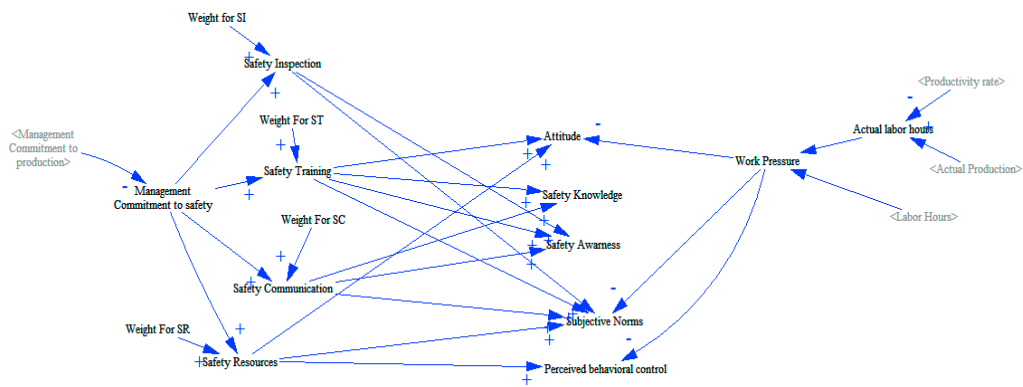 Weight for SI
Safety Inspection
<Productivity rate>
Weight For ST
<Management
Commitment to
production>
Attitude
Actual labor hours
Work Pressure
Safety Training
<Actual Production>
Management
Commitment to safety
Safety Knowledge
Weight For SC
<Labor Hours>
Safety Awarness
Safety Communication
Subjective Norms
Weight For SR
Safety Resources
Perceived behavioral control